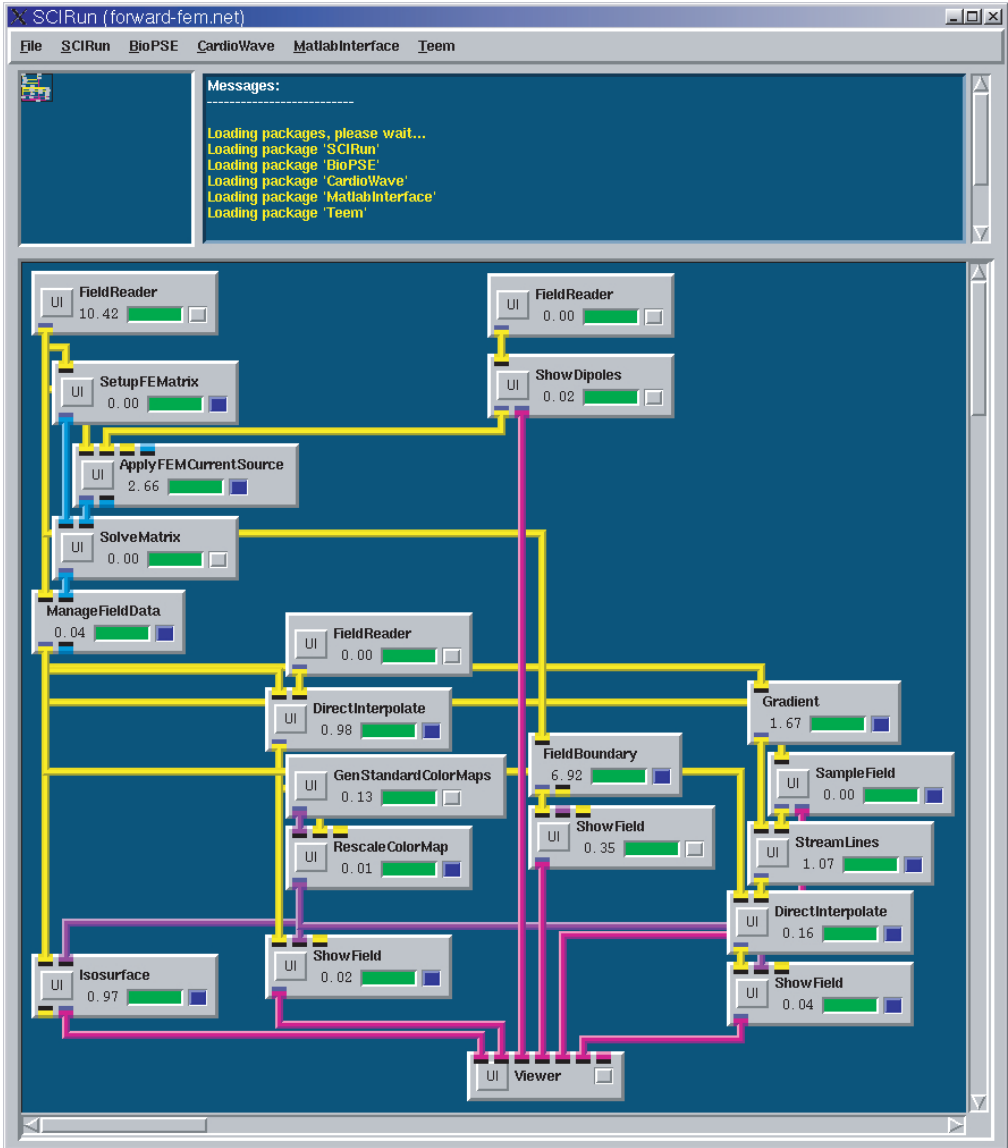 SCIRun (forward-fem.net)
File SCIRun BioPSE CardioWave MatlabInterface Teem
Messages:
--------------------------
Loading packages, please wait...
Loading package 'SCIRun'
Loading package 'BioPSE'
Loading package 'CardioWave'
Loading package 'MatlabInterface'
Loading package 'Teem'
UI FieldReader
10.42
UI FieldReader
0.00
UI SetupFEMatrix
0.00
UI ShowDipoles
0.02
UI ApplyFEMCurrentSource
2.66
UI SolveMatrix
0.00
ManageFieldData
0.04
UI FieldReader
0.00
UI DirectInterpolate
0.98
Gradient
1.67
FieldBoundary
6.92
UI GenStandardColorMaps
0.13
UI SampleField
0.00
UI RescaleColorMap
0.01
UI ShowField
0.35
UI StreamLines
1.07
UI DirectInterpolate
0.16
UI ShowField
0.02
UI Isosurface
0.97
UI ShowField
0.04
UI Viewer